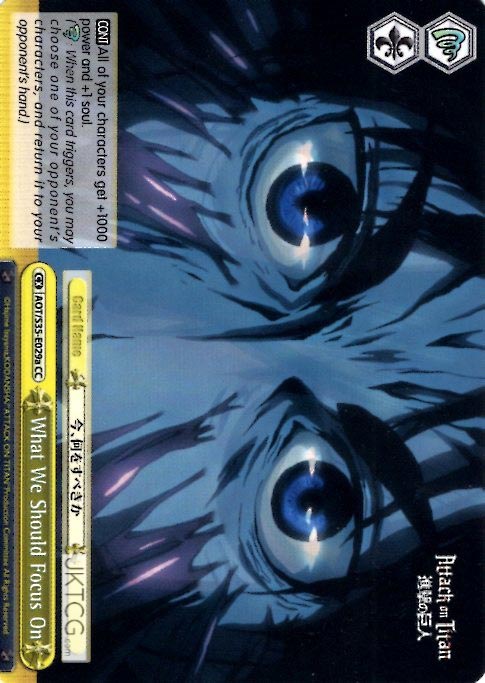 [CONT] All of your characters get +1000
power and +1 soul.
( : When this card triggers, you may
choose one of your opponent's
characters, and return it to your
opponent's hand.)
Attack on Titan
進撃の巨人
Card Name
今、何をすべきか
JKTCG.com
CX AOT/S35-E029a CC What We Should Focus On
©Hajime Isayama,KODANSHA/"ATTACK ON TITAN"Production Committee. All Rights Reserved.